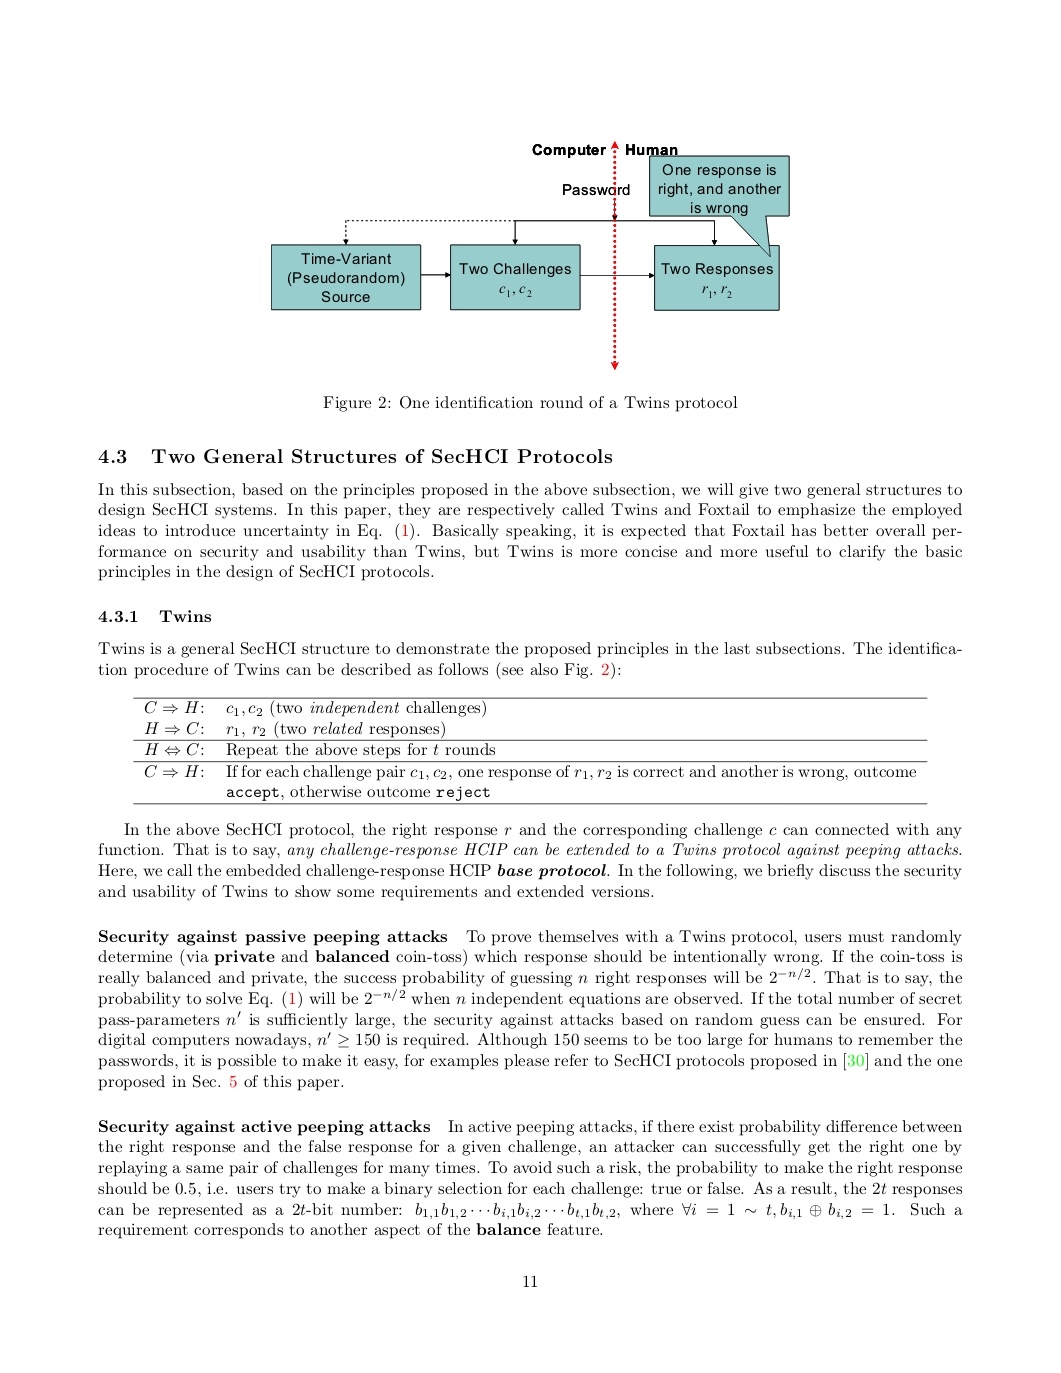 Computer Human
Password
One response is
right, and another
is wrong
Time-Variant
(Pseudorandom)
Source
Two Challenges
c₁, c₂
Two Responses
r₁, r₂
Figure 2: One identification round of a Twins protocol
4.3 Two General Structures of SecHCI Protocols
In this subsection, based on the principles proposed in the above subsection, we will give two general structures to
design SecHCI systems. In this paper, they are respectively called Twins and Foxtail to emphasize the employed
ideas to introduce uncertainty in Eq. (1). Basically speaking, it is expected that Foxtail has better overall per-
formance on security and usability than Twins, but Twins is more concise and more useful to clarify the basic
principles in the design of SecHCI protocols.
4.3.1 Twins
Twins is a general SecHCI structure to demonstrate the proposed principles in the last subsections. The identifica-
tion procedure of Twins can be described as follows (see also Fig. 2):
C ⇒ H: c₁, c₂ (two independent challenges)
H ⇒ C: r₁, r₂ (two related responses)
H ⇔ C: Repeat the above steps for t rounds
C ⇒ H: If for each challenge pair c₁, c₂, one response of r₁, r₂ is correct and another is wrong, outcome
accept, otherwise outcome reject
In the above SecHCI protocol, the right response r and the corresponding challenge c can connected with any
function. That is to say, any challenge-response HCIP can be extended to a Twins protocol against peeping attacks.
Here, we call the embedded challenge-response HCIP base protocol. In the following, we briefly discuss the security
and usability of Twins to show some requirements and extended versions.
Security against passive peeping attacks To prove themselves with a Twins protocol, users must randomly
determine (via private and balanced coin-toss) which response should be intentionally wrong. If the coin-toss is
really balanced and private, the success probability of guessing n right responses will be 2^{−n/2}. That is to say, the
probability to solve Eq. (1) will be 2^{−n/2} when n independent equations are observed. If the total number of secret
pass-parameters n′ is sufficiently large, the security against attacks based on random guess can be ensured. For
digital computers nowadays, n′ ≥ 150 is required. Although 150 seems to be too large for humans to remember the
passwords, it is possible to make it easy, for examples please refer to SecHCI protocols proposed in [30] and the one
proposed in Sec. 5 of this paper.
Security against active peeping attacks In active peeping attacks, if there exist probability difference between
the right response and the false response for a given challenge, an attacker can successfully get the right one by
replaying a same pair of challenges for many times. To avoid such a risk, the probability to make the right response
should be 0.5, i.e. users try to make a binary selection for each challenge: true or false. As a result, the 2t responses
can be represented as a 2t-bit number: b_{1,1}b_{1,2} ··· b_{i,1}b_{i,2} ··· b_{t,1}b_{t,2}, where ∀i = 1 ∼ t, b_{i,1} ⊕ b_{i,2} = 1. Such a
requirement corresponds to another aspect of the balance feature.
11